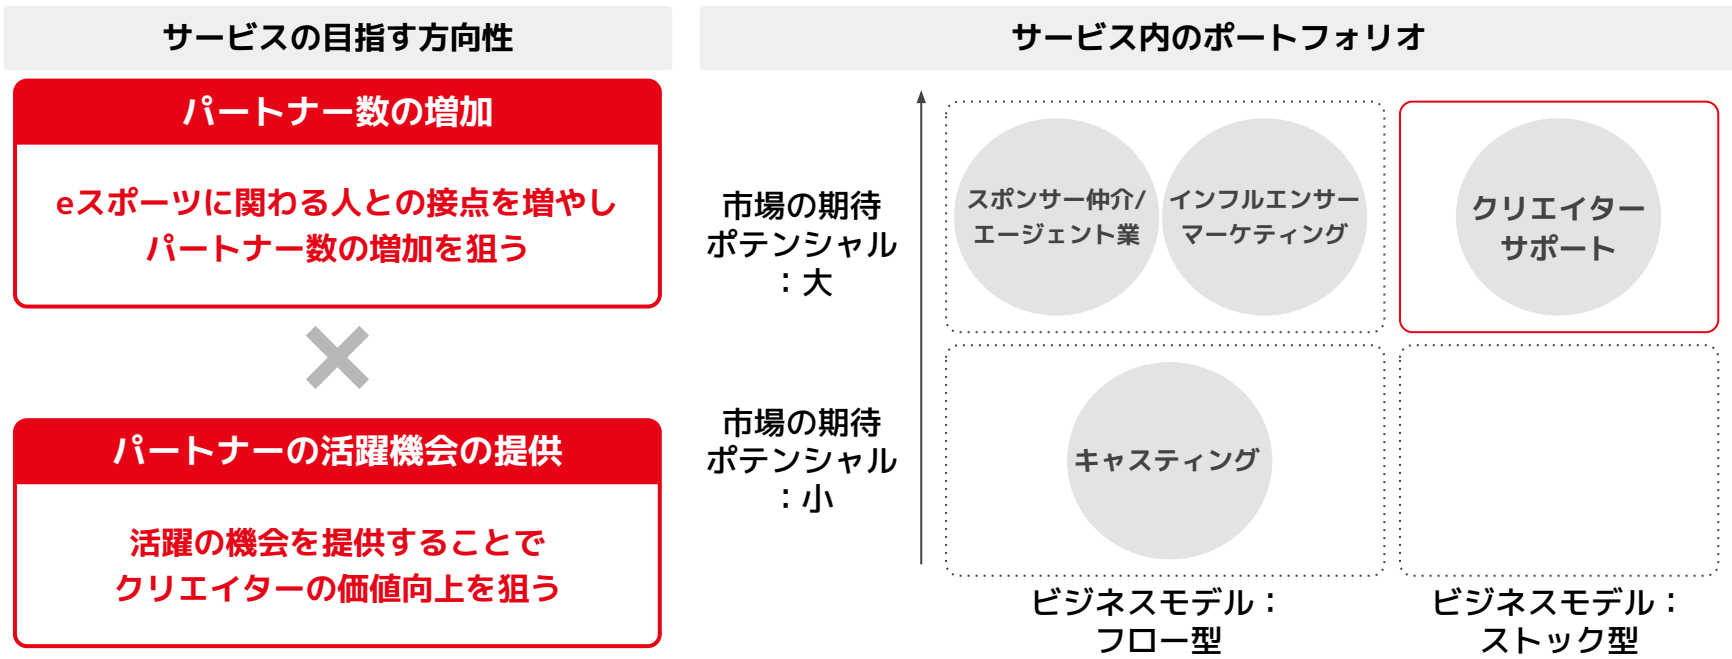 サービスの目指す方向性
パートナー数の増加
eスポーツに関わる人との接点を増やし
パートナー数の増加を狙う
パートナーの活躍機会の提供
活躍の機会を提供することで
クリエイターの価値向上を狙う
サービス内のポートフォリオ
市場の期待
ポテンシャル
：大
スポンサー仲介/
エージェント業
インフルエンサー
マーケティング
クリエイター
サポート
市場の期待
ポテンシャル
：小
キャスティング
ビジネスモデル：
フロー型
ビジネスモデル：
ストック型